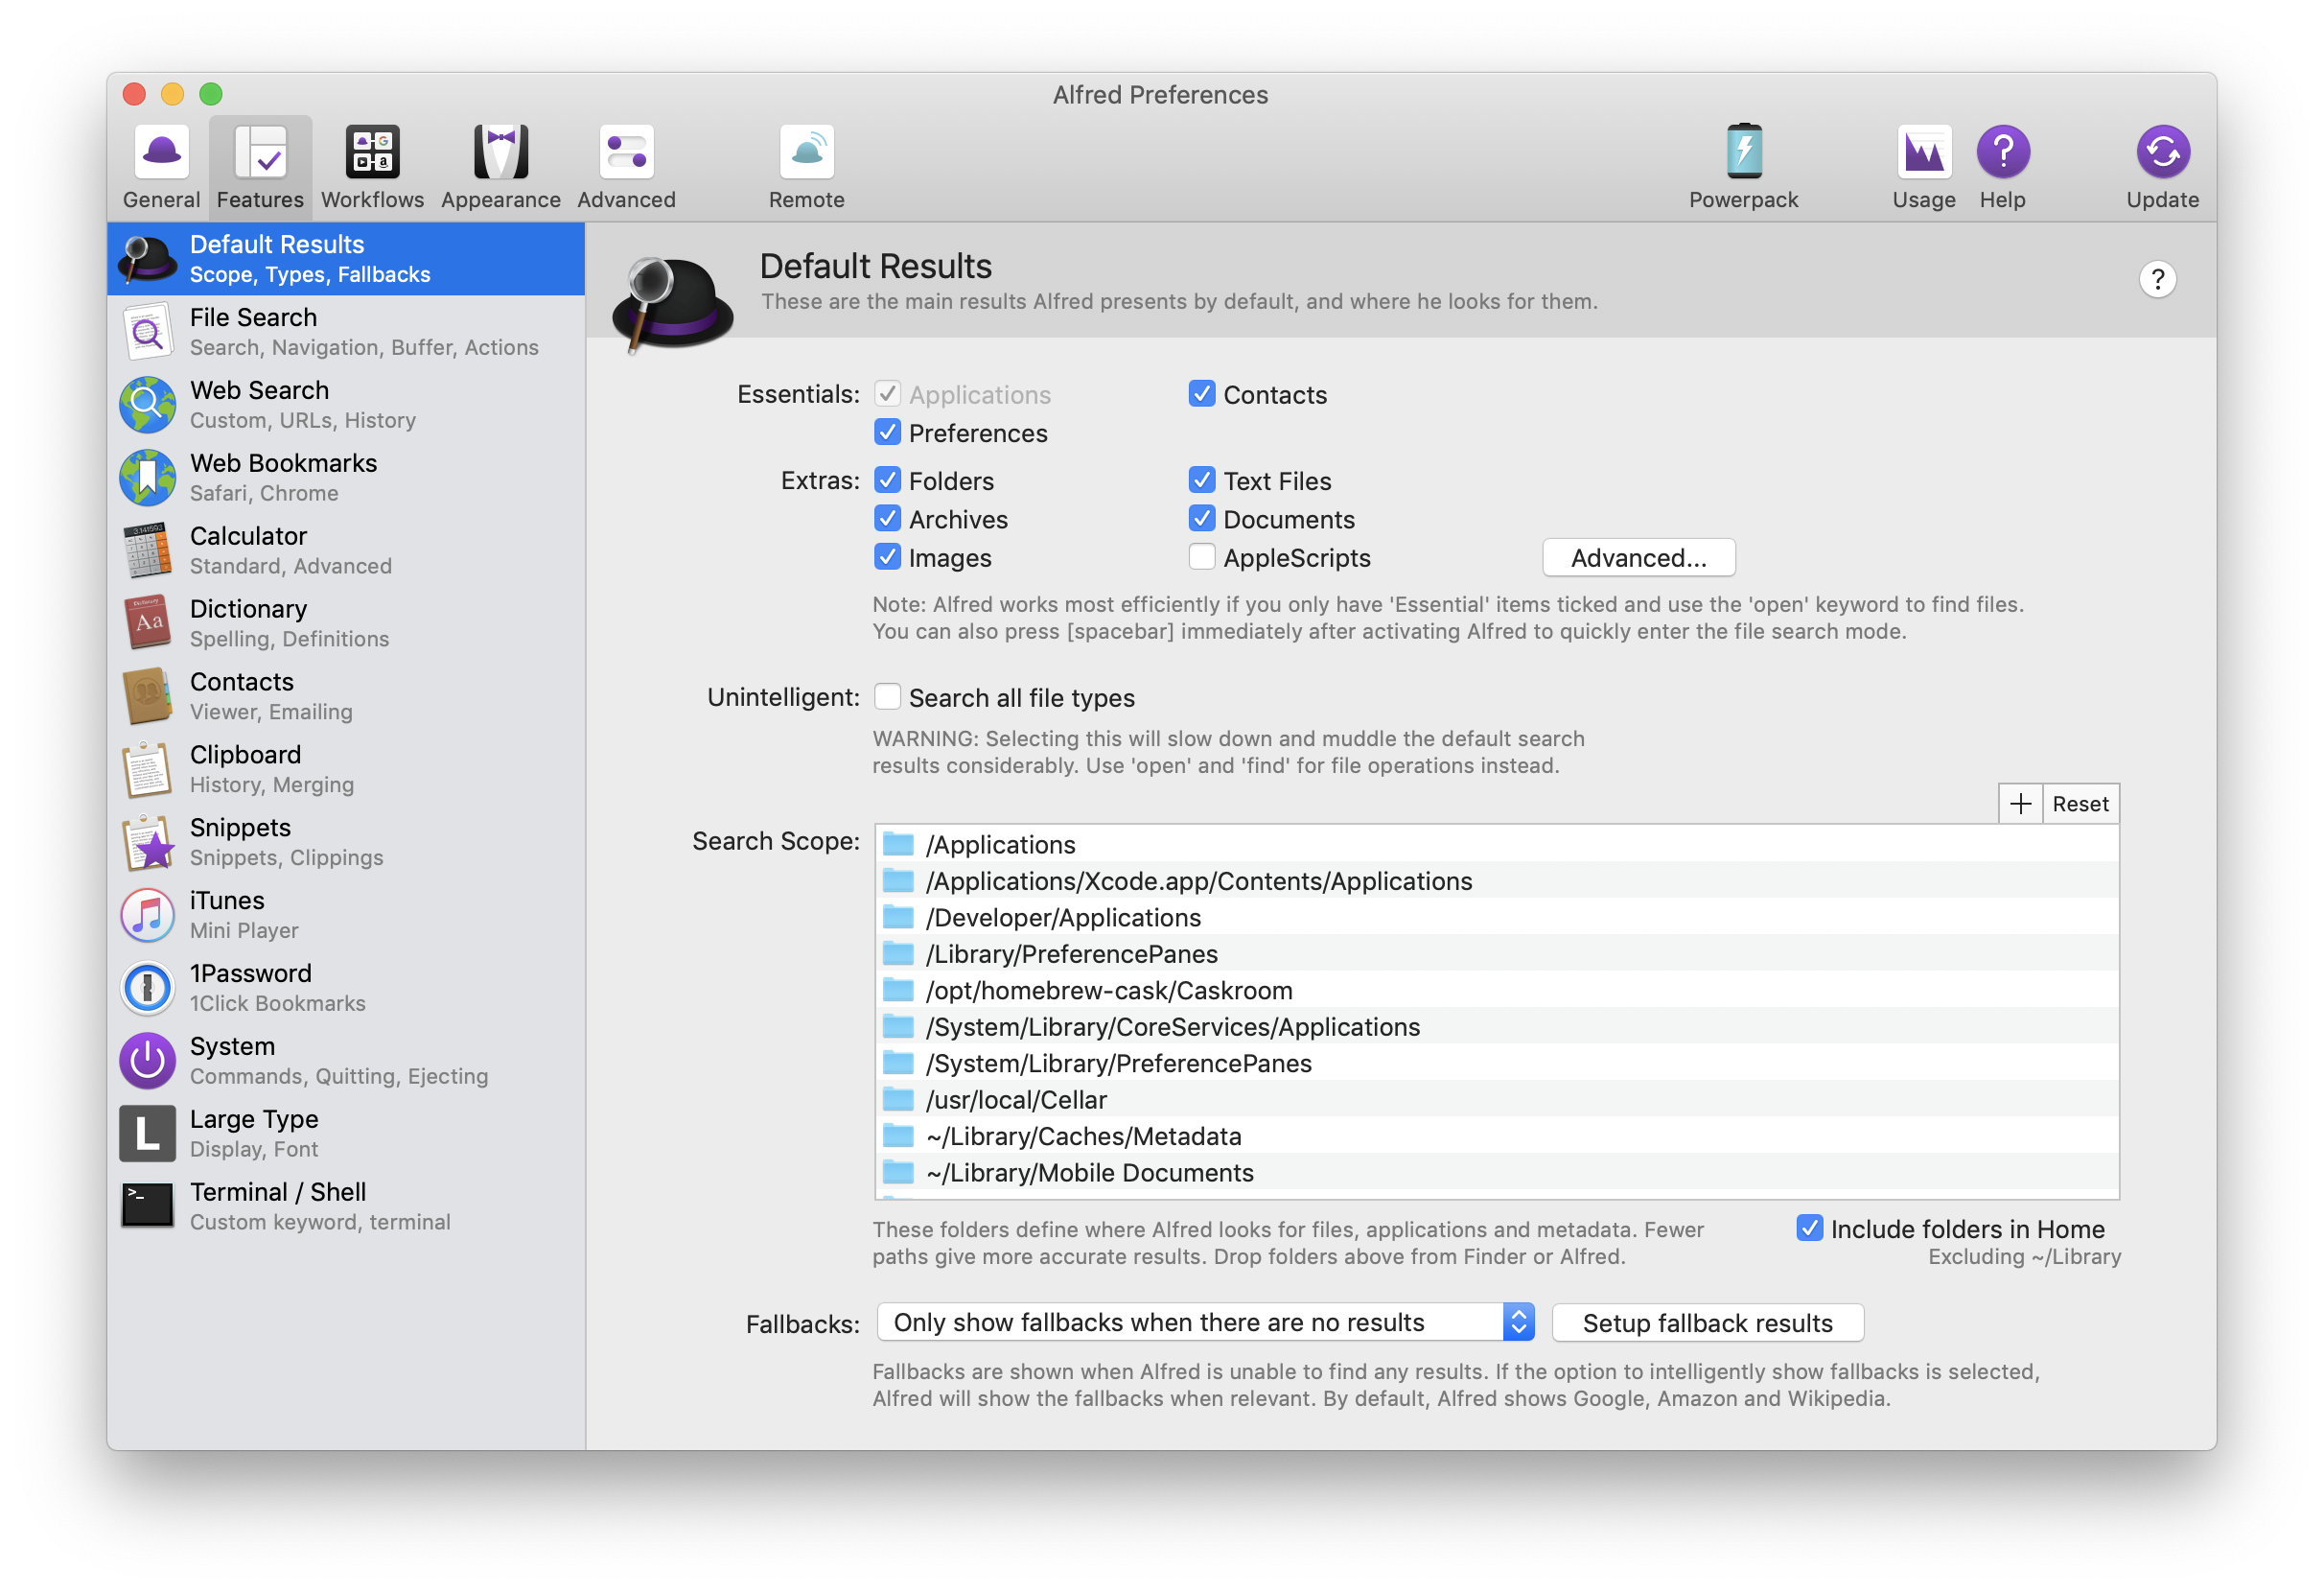 Alfred Preferences
General
Features
Workflows
Appearance
Advanced
Remote
Powerpack
Usage
Help
Update
Default Results
Scope, Types, Fallbacks
File Search
Search, Navigation, Buffer, Actions
Web Search
Custom, URLs, History
Web Bookmarks
Safari, Chrome
Calculator
Standard, Advanced
Dictionary
Spelling, Definitions
Contacts
Viewer, Emailing
Clipboard
History, Merging
Snippets
Snippets, Clippings
iTunes
Mini Player
1Password
1Click Bookmarks
System
Commands, Quitting, Ejecting
L
Large Type
Display, Font
>_
Terminal / Shell
Custom keyword, terminal
Default Results
These are the main results Alfred presents by default, and where he looks for them.
?
Essentials:
Applications
Contacts
Preferences
Extras:
Folders
Text Files
Archives
Documents
Images
AppleScripts
Advanced...
Note: Alfred works most efficiently if you only have 'Essential' items ticked and use the 'open' keyword to find files.
You can also press [spacebar] immediately after activating Alfred to quickly enter the file search mode.
Unintelligent:
Search all file types
WARNING: Selecting this will slow down and muddle the default search
results considerably. Use 'open' and 'find' for file operations instead.
+
Reset
Search Scope:
/Applications
/Applications/Xcode.app/Contents/Applications
/Developer/Applications
/Library/PreferencePanes
/opt/homebrew-cask/Caskroom
/System/Library/CoreServices/Applications
/System/Library/PreferencePanes
/usr/local/Cellar
~/Library/Caches/Metadata
~/Library/Mobile Documents
These folders define where Alfred looks for files, applications and metadata. Fewer
paths give more accurate results. Drop folders above from Finder or Alfred.
Include folders in Home
Excluding ~/Library
Fallbacks:
Only show fallbacks when there are no results
Setup fallback results
Fallbacks are shown when Alfred is unable to find any results. If the option to intelligently show fallbacks is selected,
Alfred will show the fallbacks when relevant. By default, Alfred shows Google, Amazon and Wikipedia.